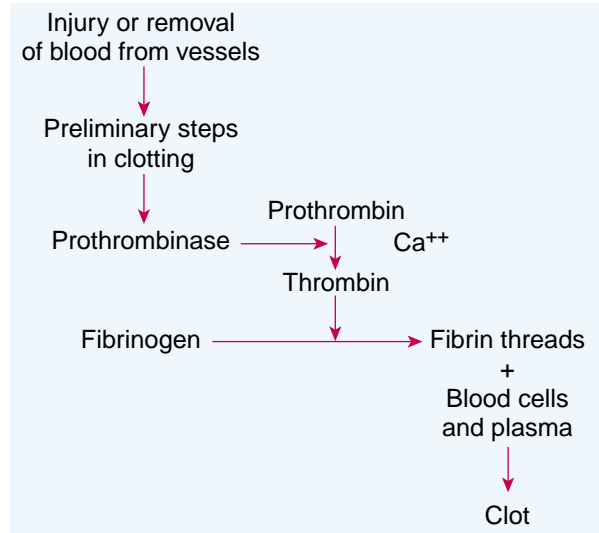 Injury or removal
of blood from vessels
Preliminary steps
in clotting
Prothrombin
Prothrombinase
Ca⁺⁺
Thrombin
Fibrinogen
Fibrin threads
+
Blood cells
and plasma
Clot